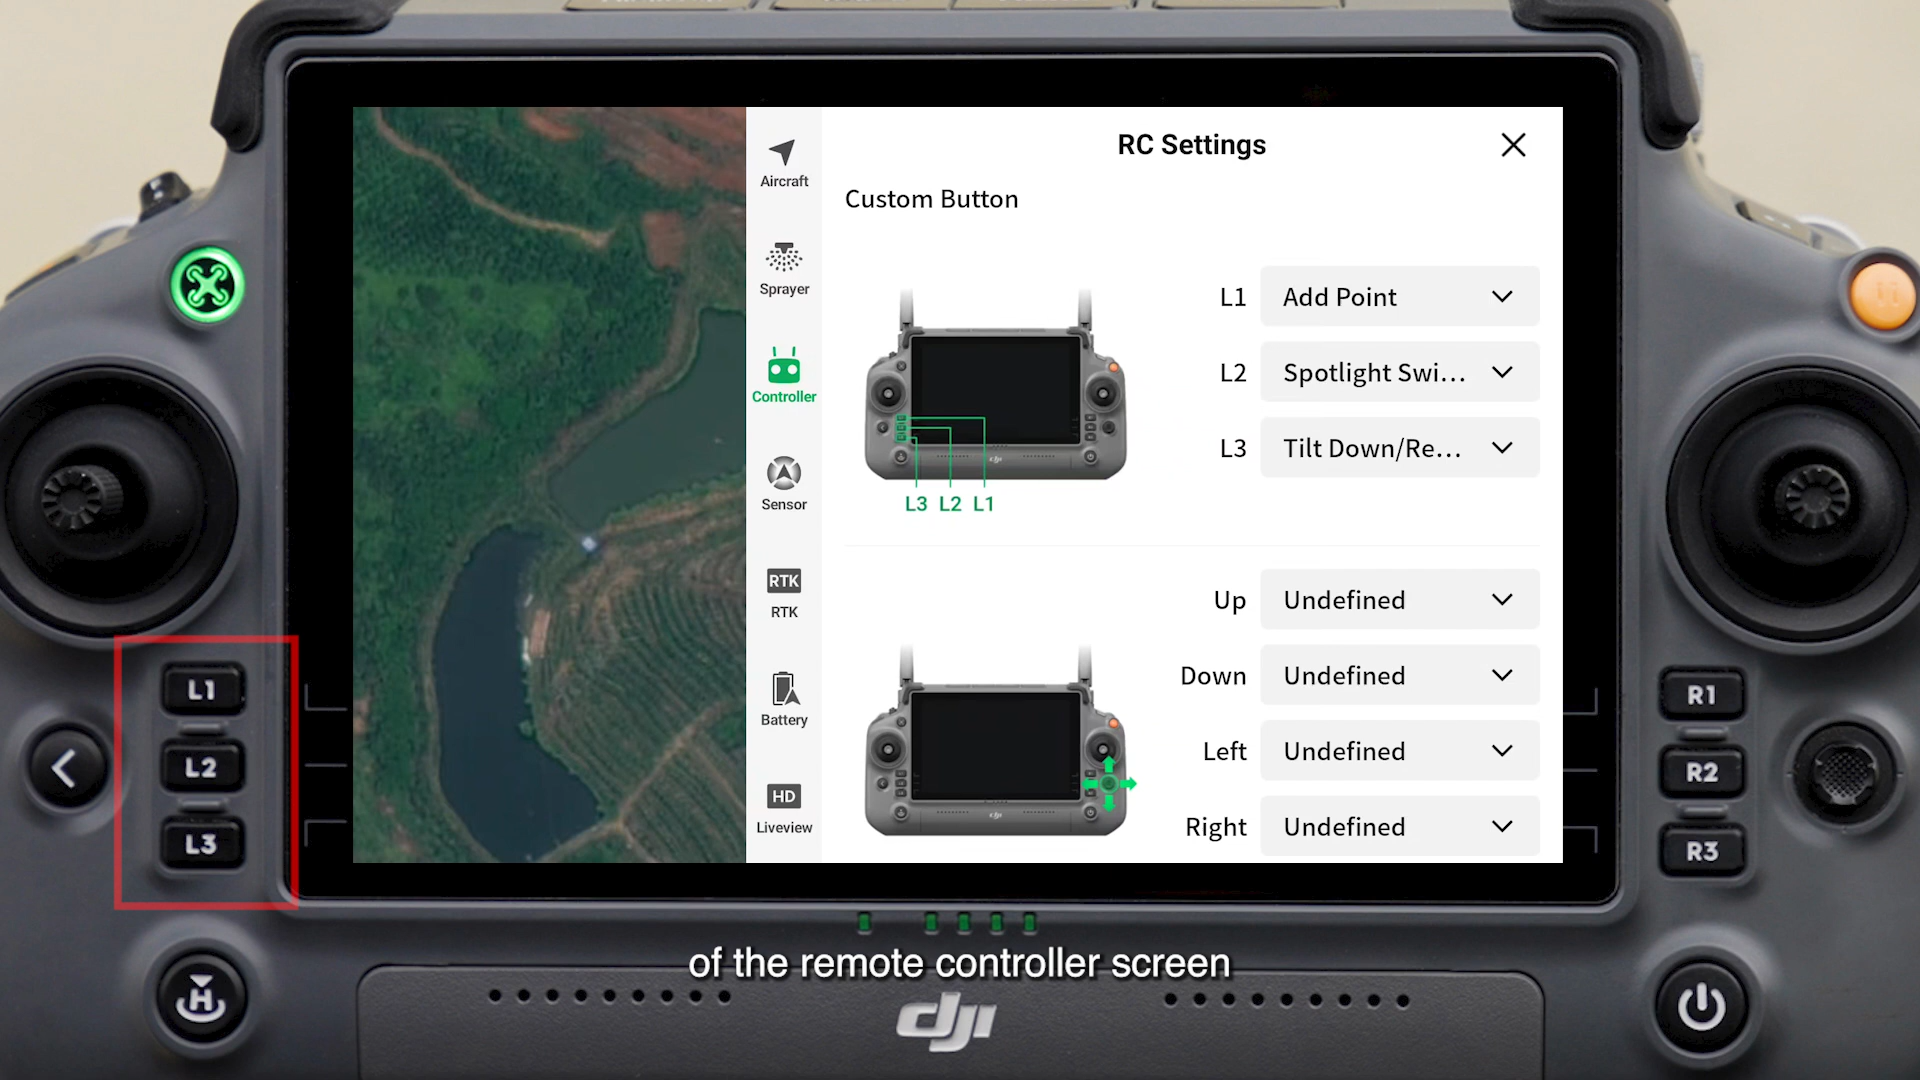 RC Settings
Aircraft
Custom Button
Sprayer
L1 Add Point
L2 Spotlight Swi...
Controller
L3 Tilt Down/Re...
Sensor
L3 L2 L1
RTK
RTK
Up Undefined
Down Undefined
Battery
Left Undefined
HD
Liveview
Right Undefined
L1
L2
L3
R1
R2
R3
H
of the remote controller screen
dji